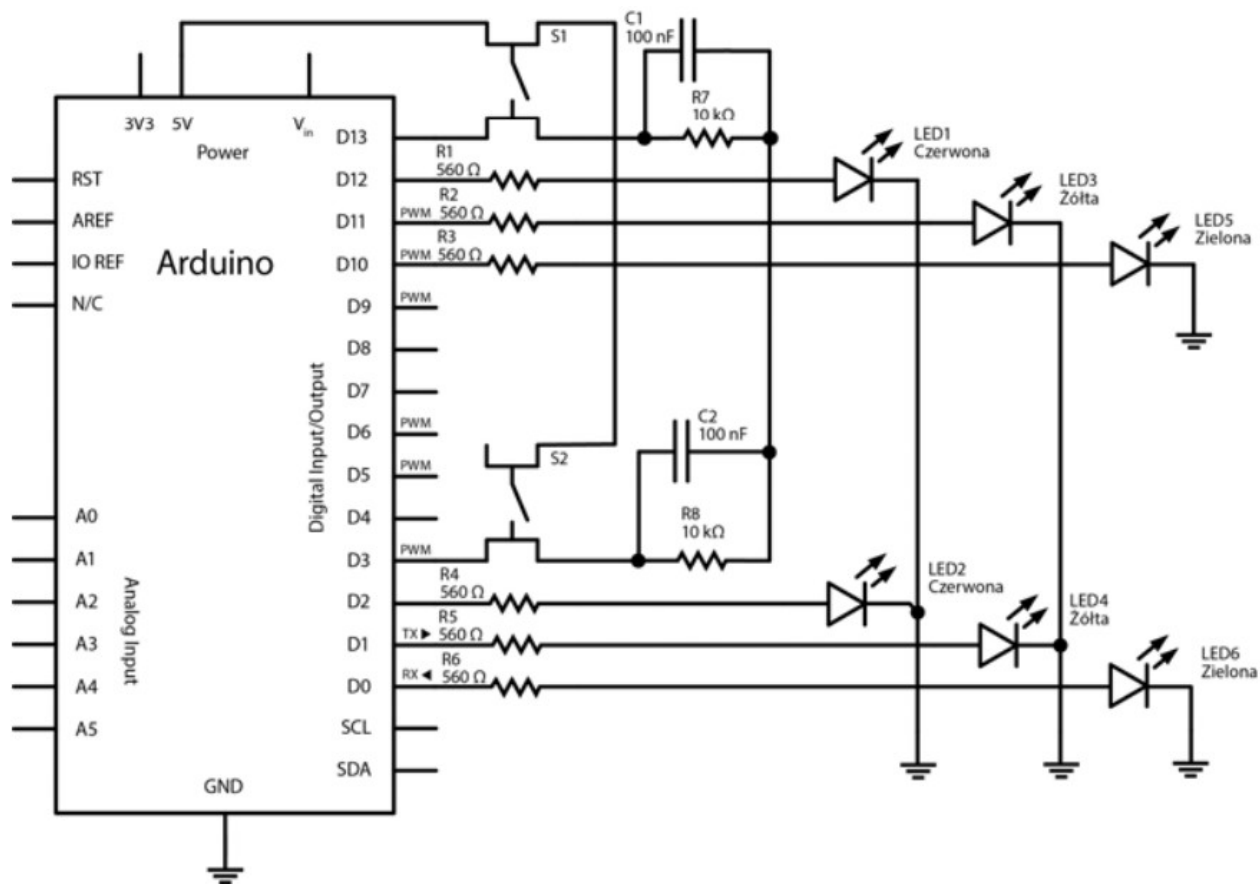 C1
100 nF
S1
R7
10 kΩ
3V3
5V
Vin
Power
D13
LED1
Czerwona
R1
560 Ω
RST
D12
LED3
Żółta
R2
AREF
D11
PWM
560 Ω
LED5
Zielona
R3
IO REF
Arduino
D10
PWM
560 Ω
N/C
D9
PWM
D8
D7
Digital Input/Output
D6
PWM
C2
100 nF
S2
D5
PWM
A0
D4
R8
10 kΩ
A1
D3
PWM
Analog Input
R4
560 Ω
LED2
Czerwona
A2
D2
R5
LED4
Żółta
A3
D1
TX ►
560 Ω
R6
A4
D0
RX ◄
560 Ω
LED6
Zielona
A5
SCL
SDA
GND